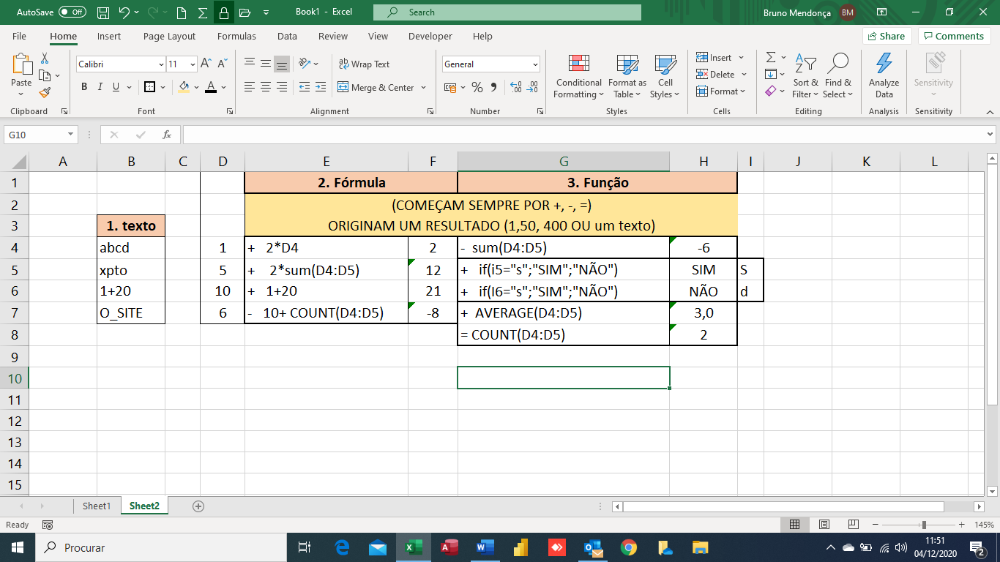 AutoSave Off Book1 - Excel Search Bruno Mendonça BM
File Home Insert Page Layout Formulas Data Review View Developer Help Share Comments
Calibri 11 Wrap Text General Insert
Paste B I U Merge & Center % Conditional Formatting Format as Table Cell Styles Delete Format Sort & Filter Find & Select Analyze Data Sensitivity
Clipboard Font Alignment Number Styles Cells Editing Analysis Sensitivity
G10 fx
A B C D E F G H I J K L
1 2. Fórmula 3. Função
2 (COMEÇAM SEMPRE POR +, -, =)
3 1. texto ORIGINAM UM RESULTADO (1,50, 400 OU um texto)
4 abcd 1 + 2*D4 2 - sum(D4:D5) -6
5 xpto 5 + 2*sum(D4:D5) 12 + if(i5="s";"SIM";"NÃO") SIM S
6 1+20 10 + 1+20 21 + if(I6="s";"SIM";"NÃO") NÃO d
7 O_SITE 6 - 10+ COUNT(D4:D5) -8 + AVERAGE(D4:D5) 3,0
8 = COUNT(D4:D5) 2
9
10
11
12
13
14
15
Sheet1 Sheet2
Ready 145%
Procurar 11:51
04/12/2020 2